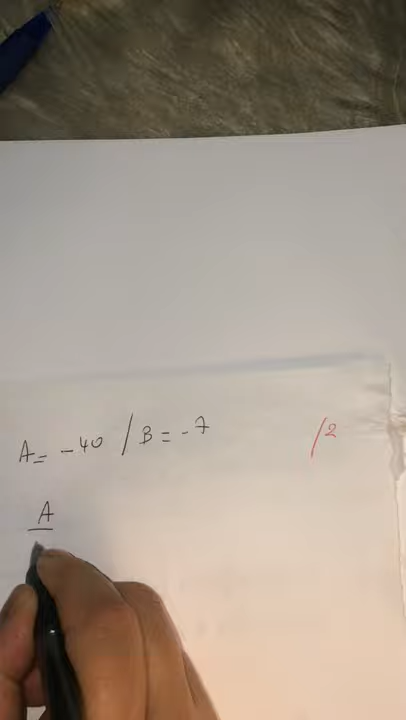 A = -40 / B = -7 /2
A